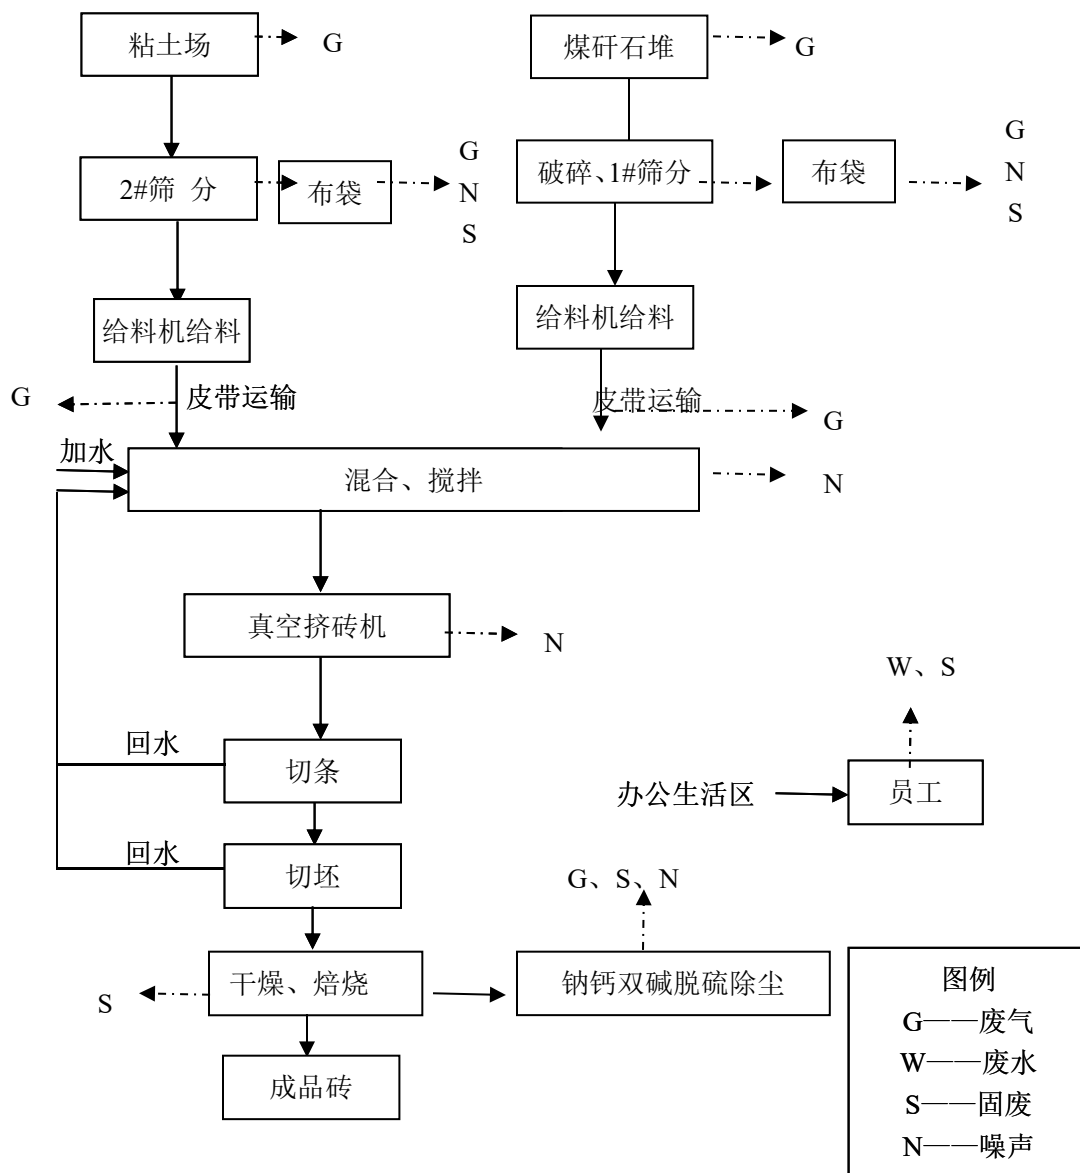 粘土场
G
煤矸石堆
G
2#筛 分
布袋
G
N
S
破碎、1#筛分
布袋
G
N
S
给料机给料
给料机给料
G
皮带运输
皮带运输
G
加水
混合、搅拌
N
真空挤砖机
N
W、S
回水
切条
办公生活区
员工
回水
切坯
G、S、N
S
干燥、焙烧
钠钙双碱脱硫除尘
成品砖
图例
G——废气
W——废水
S——固废
N——噪声